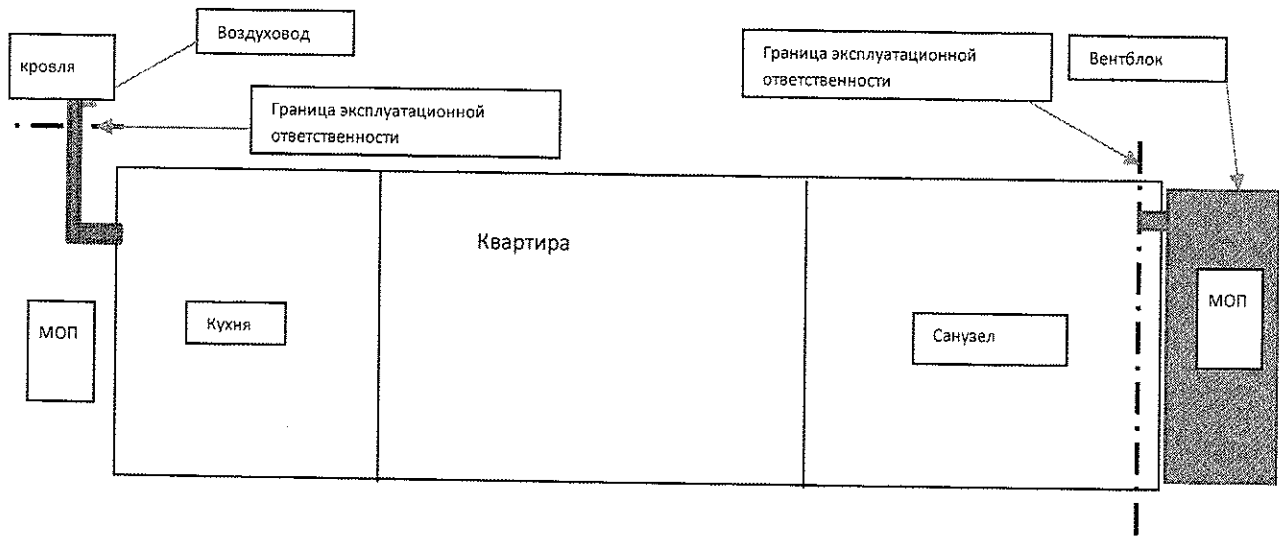 Воздуховод
кровля
Граница эксплуатационной
ответственности
Граница эксплуатационной
ответственности
Вентблок
Квартира
МОП
Кухня
Санузел
МОП